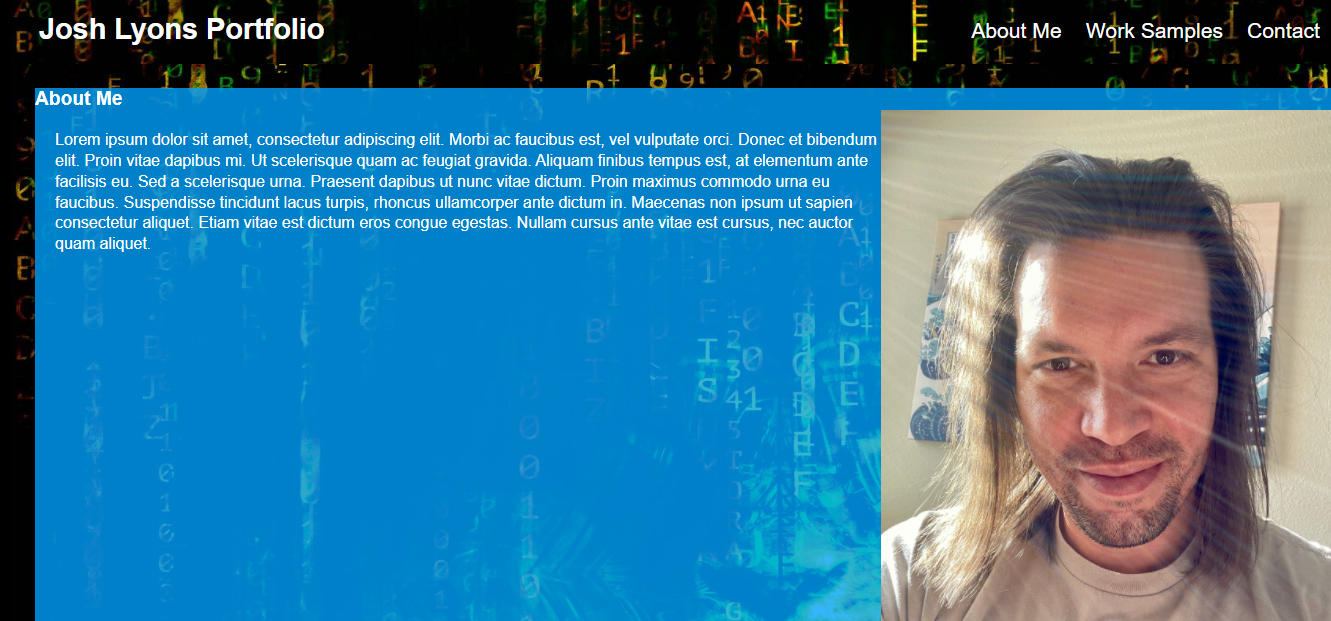 Josh Lyons Portfolio
About Me
Work Samples
Contact
About Me
Lorem ipsum dolor sit amet, consectetur adipiscing elit. Morbi ac faucibus est, vel vulputate orci. Donec et bibendum
elit. Proin vitae dapibus mi. Ut scelerisque quam ac feugiat gravida. Aliquam finibus tempus est, at elementum ante
facilisis eu. Sed a scelerisque urna. Praesent dapibus ut nunc vitae dictum. Proin maximus commodo urna eu
faucibus. Suspendisse tincidunt lacus turpis, rhoncus ullamcorper ante dictum in. Maecenas non ipsum ut sapien
consectetur aliquet. Etiam vitae est dictum eros congue egestas. Nullam cursus ante vitae est cursus, nec auctor
quam aliquet.